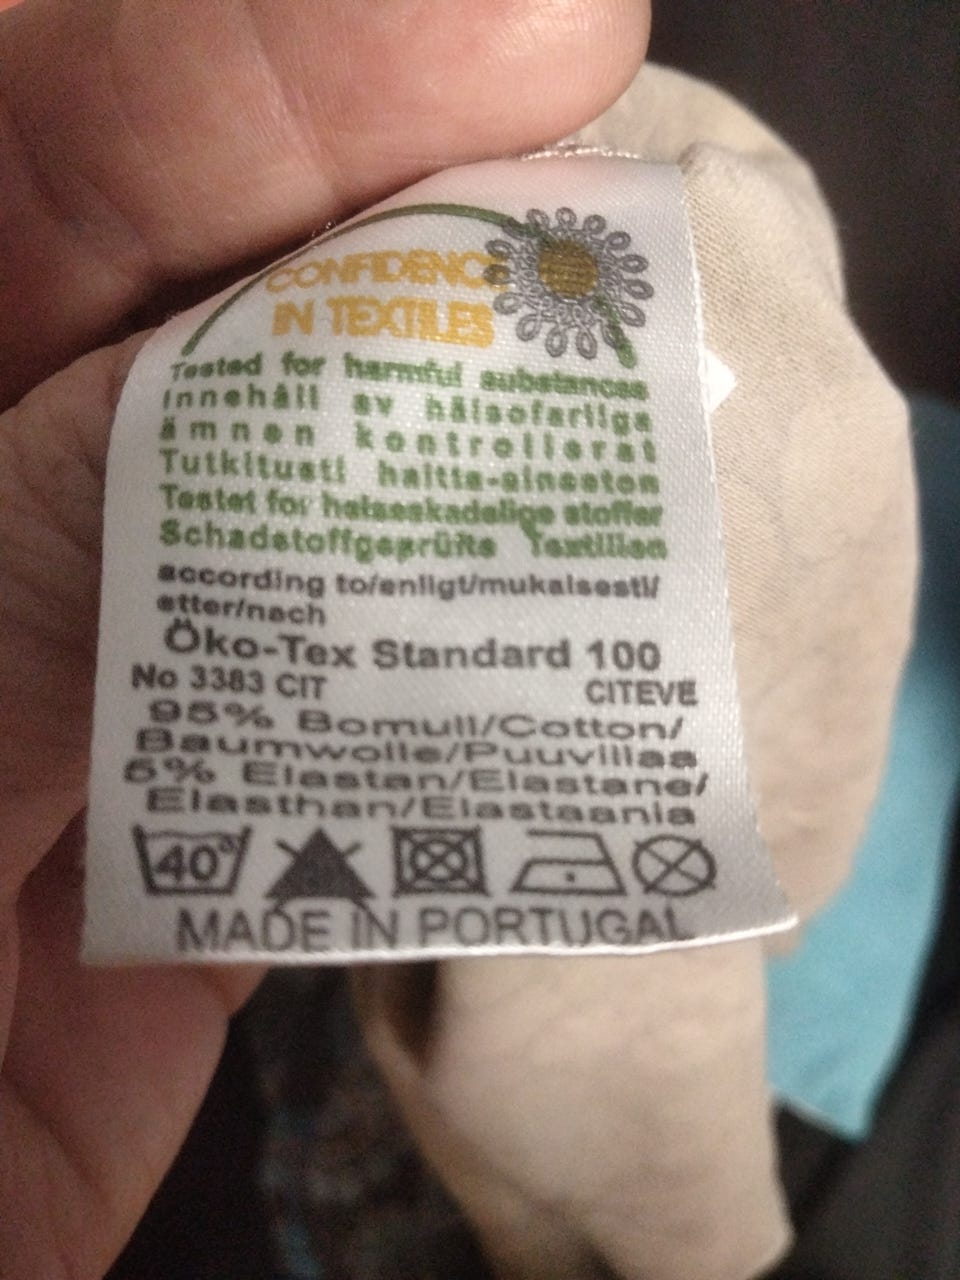 CONFIDENCE
IN TEXTILES
Tested for harmful substances
Innehåll av hälsofarliga
ämnen kontrollerat
Tutkitusti haitta-aineeton
Testet for helseskadelige stoffer
Schadstoffgeprüfte Textilien
according to/enligt/mukaisesti/
etter/nach
Öko-Tex Standard 100
No 3383 CIT CITEVE
95% Bomull/Cotton/
Baumwolle/Puuvillaa
5% Elastan/Elastane/
Elasthan/Elastaania
40°
MADE IN PORTUGAL